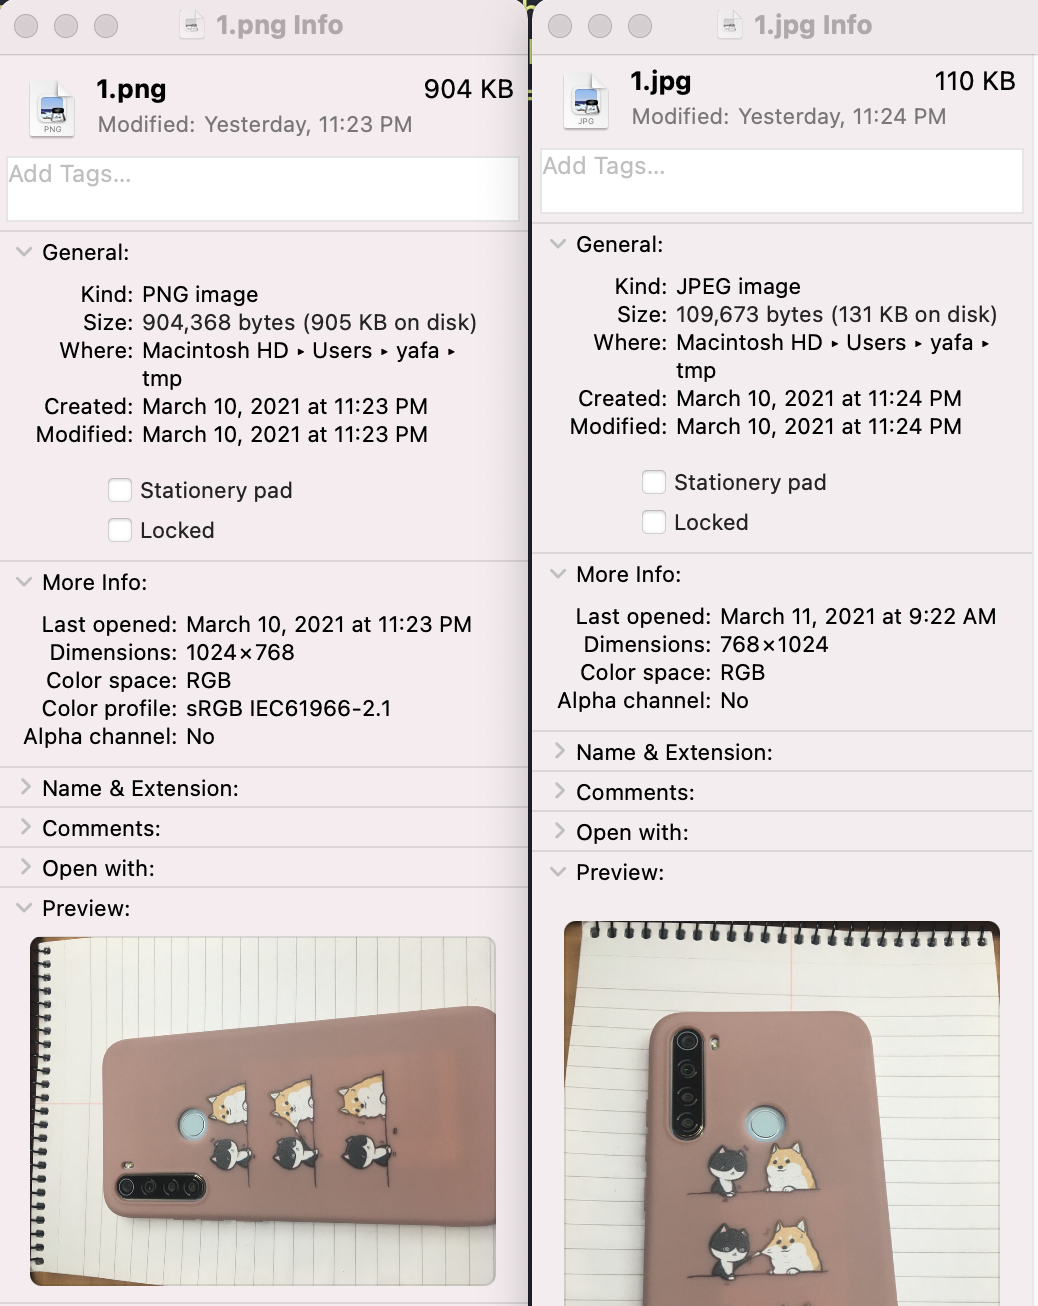 1.png Info
1.png
904 KB
Modified: Yesterday, 11:23 PM
PNG
Add Tags...
General:
Kind: PNG image
Size: 904,368 bytes (905 KB on disk)
Where: Macintosh HD ▸ Users ▸ yafa ▸
tmp
Created: March 10, 2021 at 11:23 PM
Modified: March 10, 2021 at 11:23 PM
Stationery pad
Locked
More Info:
Last opened: March 10, 2021 at 11:23 PM
Dimensions: 1024×768
Color space: RGB
Color profile: sRGB IEC61966-2.1
Alpha channel: No
Name & Extension:
Comments:
Open with:
Preview:
1.jpg Info
1.jpg
110 KB
Modified: Yesterday, 11:24 PM
JPG
Add Tags...
General:
Kind: JPEG image
Size: 109,673 bytes (131 KB on disk)
Where: Macintosh HD ▸ Users ▸ yafa ▸
tmp
Created: March 10, 2021 at 11:24 PM
Modified: March 10, 2021 at 11:24 PM
Stationery pad
Locked
More Info:
Last opened: March 11, 2021 at 9:22 AM
Dimensions: 768×1024
Color space: RGB
Alpha channel: No
Name & Extension:
Comments:
Open with:
Preview: